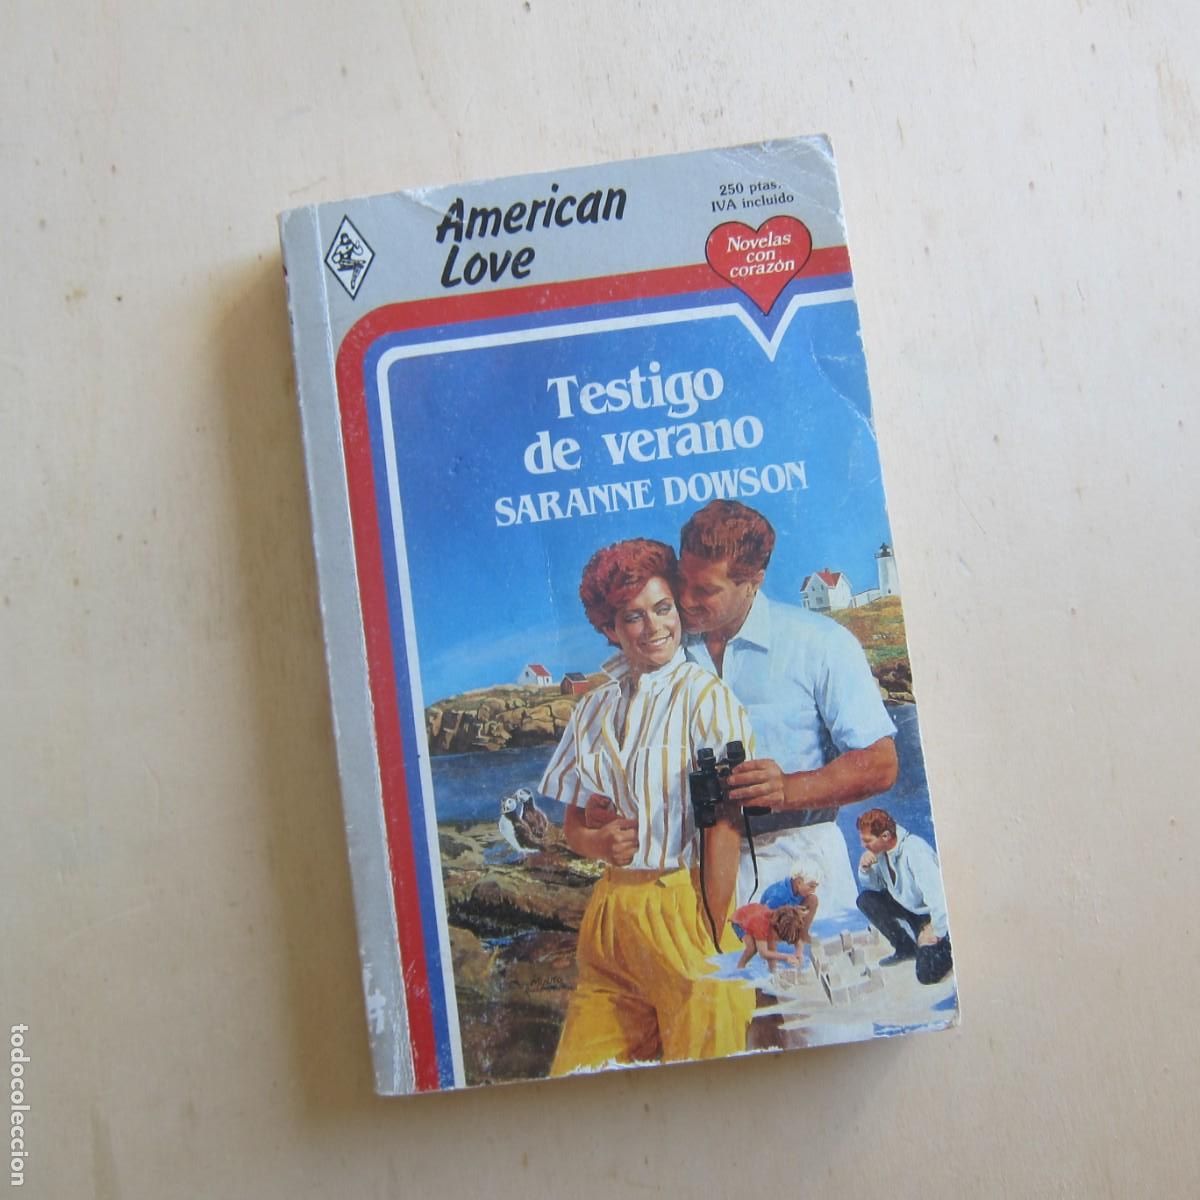 American
Love
250 ptas.
IVA incluido
Novelas
con
corazón
Testigo
de verano
SARANNE DOWSON
todocoleccion